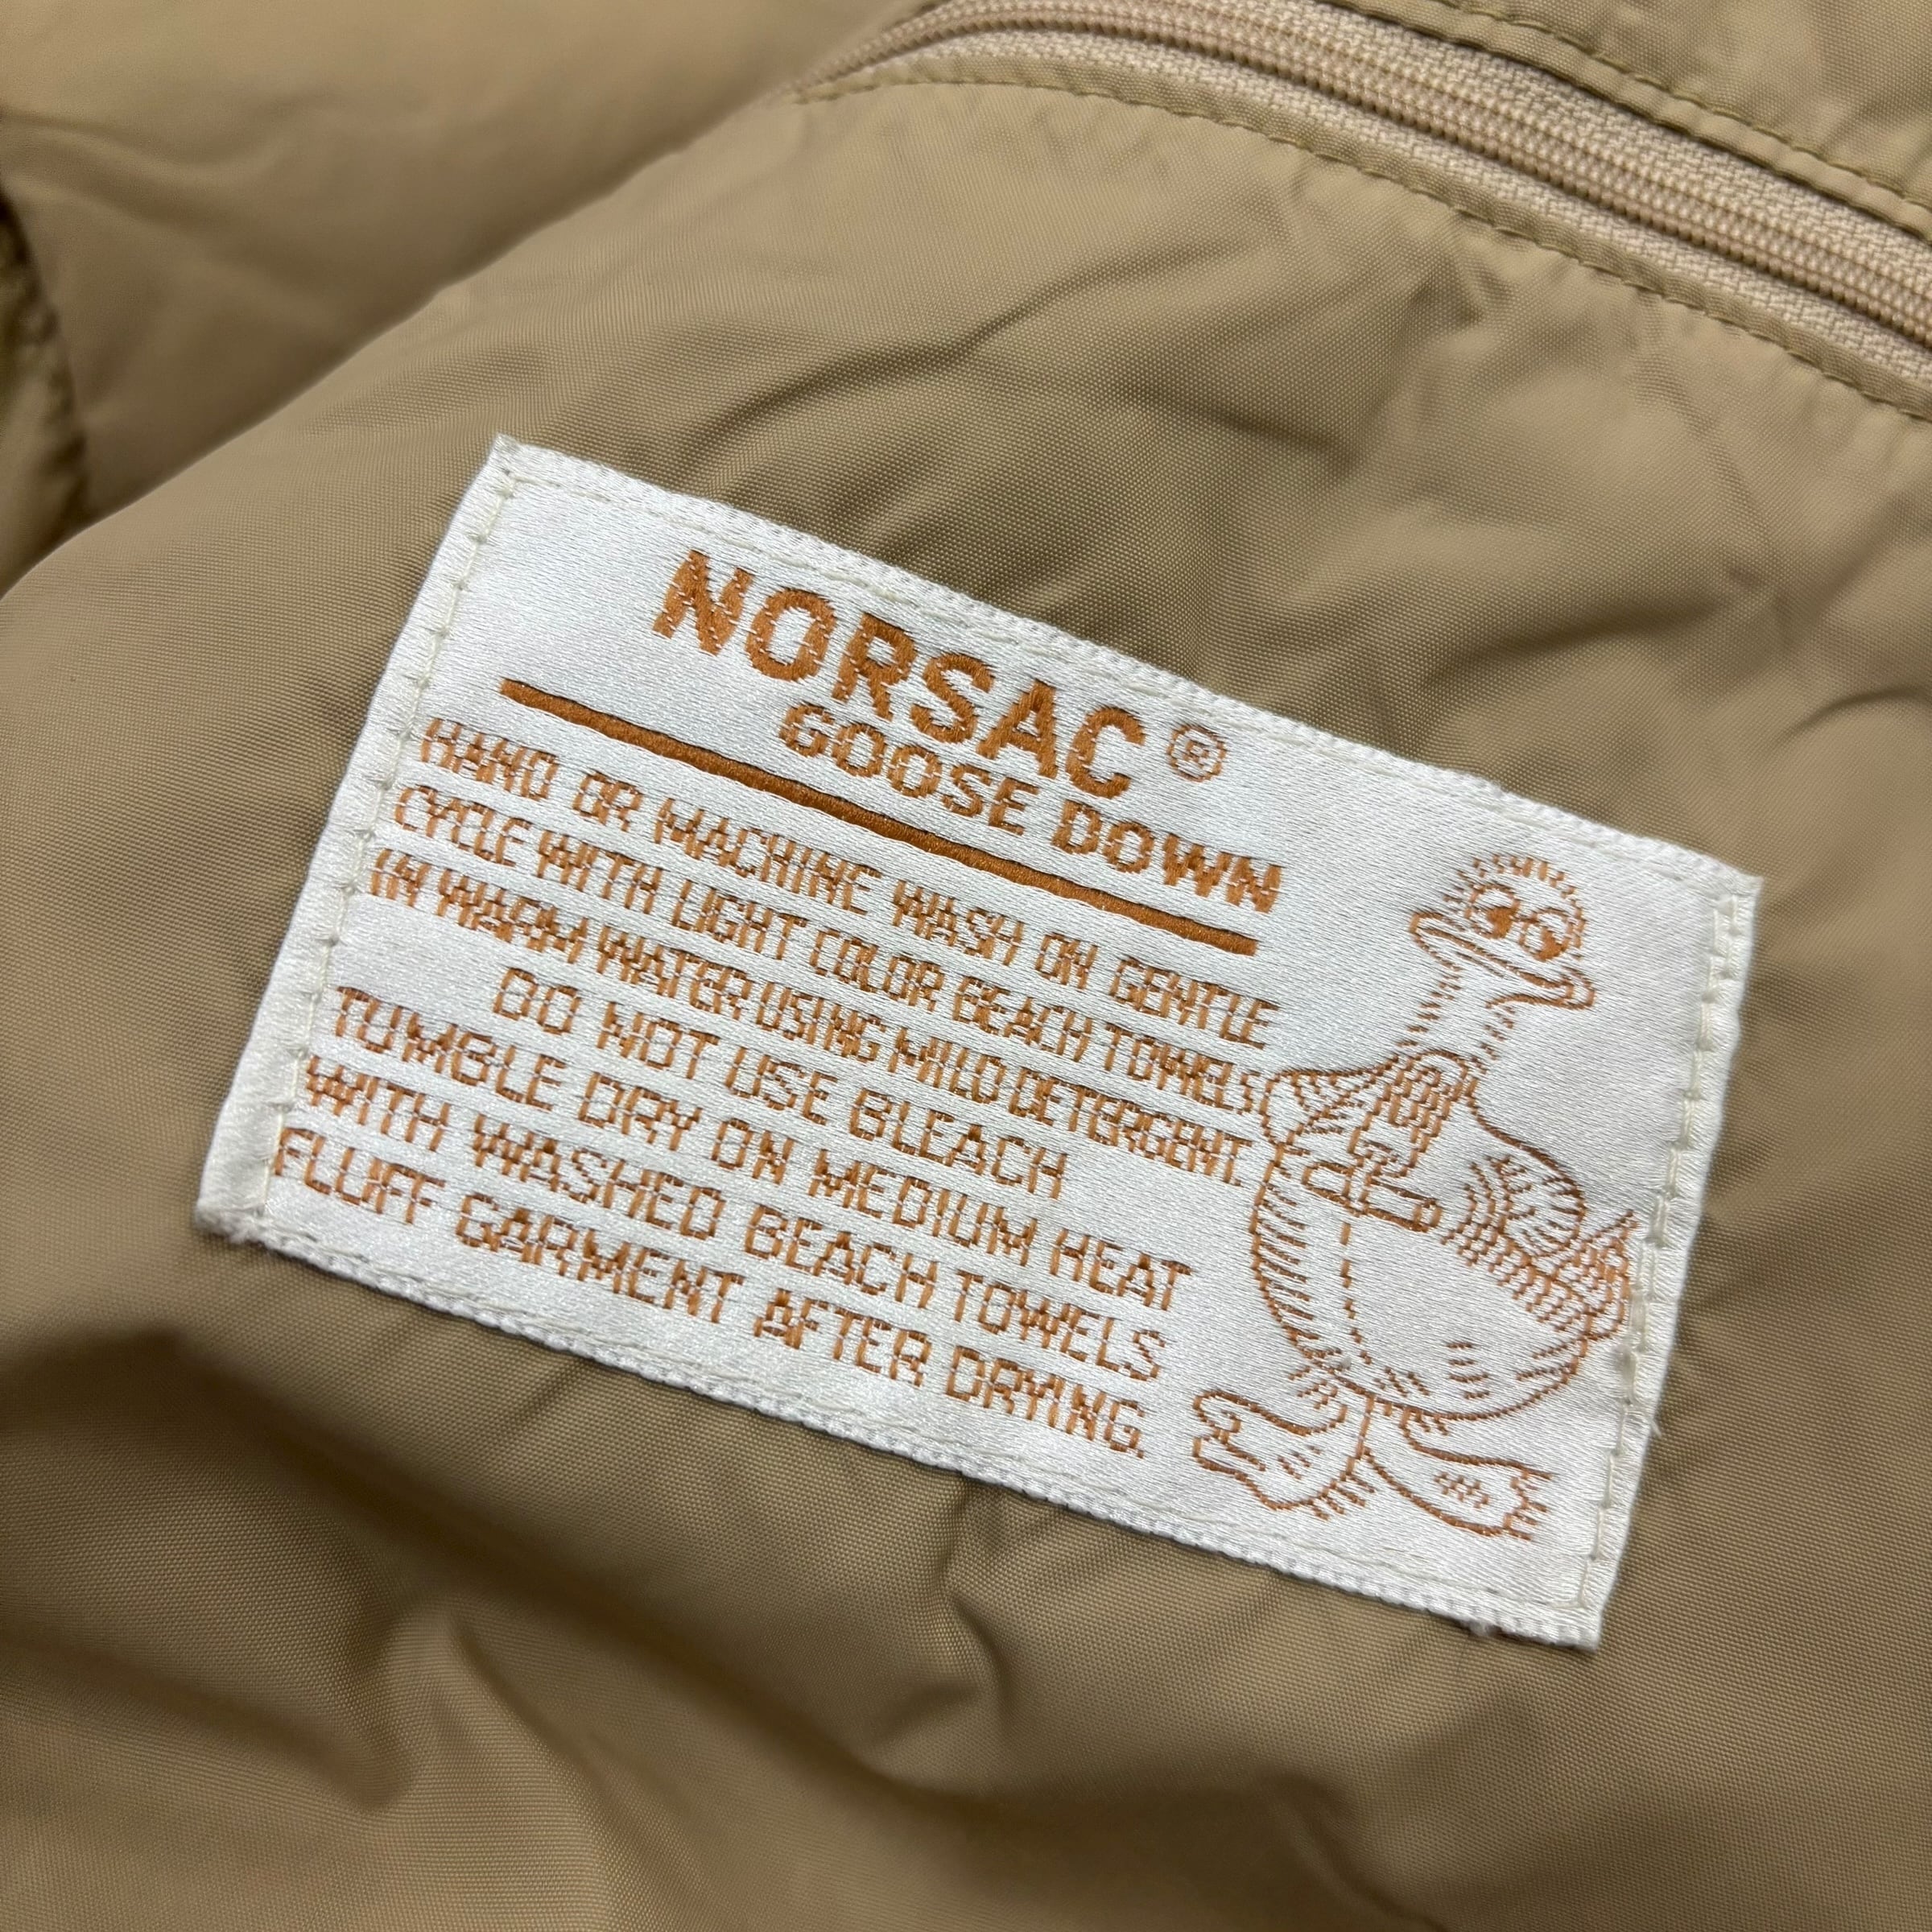 NORSAC®
GOOSE DOWN
HAND OR MACHINE WASH ON GENTLE
CYCLE WITH LIGHT COLOR BEACH TOWELS
IN WARM WATER USING MILD DETERGENT.
DO NOT USE BLEACH
TUMBLE DRY ON MEDIUM HEAT
WITH WASHED BEACH TOWELS
FLUFF GARMENT AFTER DRYING.